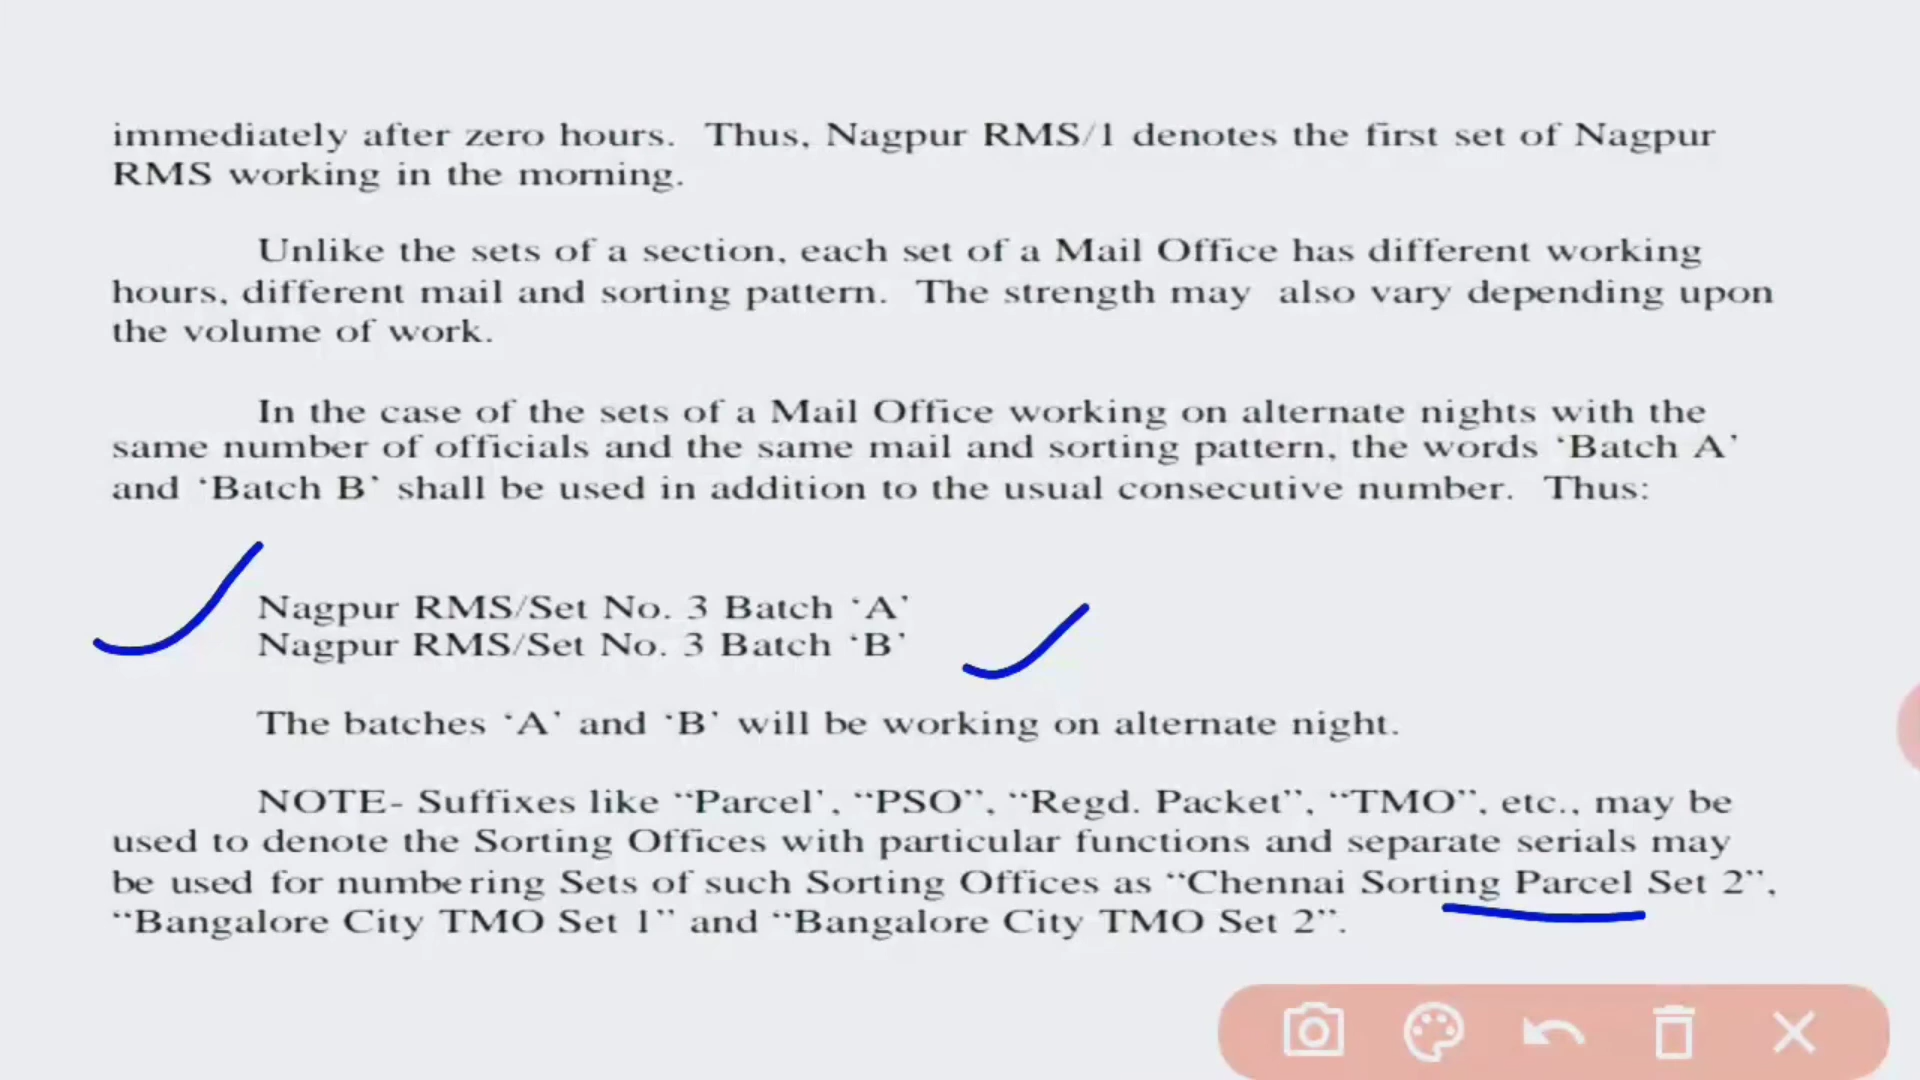 immediately after zero hours. Thus, Nagpur RMS/1 denotes the first set of Nagpur
RMS working in the morning.
Unlike the sets of a section, each set of a Mail Office has different working
hours, different mail and sorting pattern. The strength may also vary depending upon
the volume of work.
In the case of the sets of a Mail Office working on alternate nights with the
same number of officials and the same mail and sorting pattern, the words ‘Batch A’
and ‘Batch B’ shall be used in addition to the usual consecutive number. Thus:
Nagpur RMS/Set No. 3 Batch ‘A’
Nagpur RMS/Set No. 3 Batch ‘B’
The batches ‘A’ and ‘B’ will be working on alternate night.
NOTE- Suffixes like “Parcel’, “PSO”, “Regd. Packet”, “TMO”, etc., may be
used to denote the Sorting Offices with particular functions and separate serials may
be used for numbering Sets of such Sorting Offices as “Chennai Sorting Parcel Set 2”,
“Bangalore City TMO Set 1” and “Bangalore City TMO Set 2”.